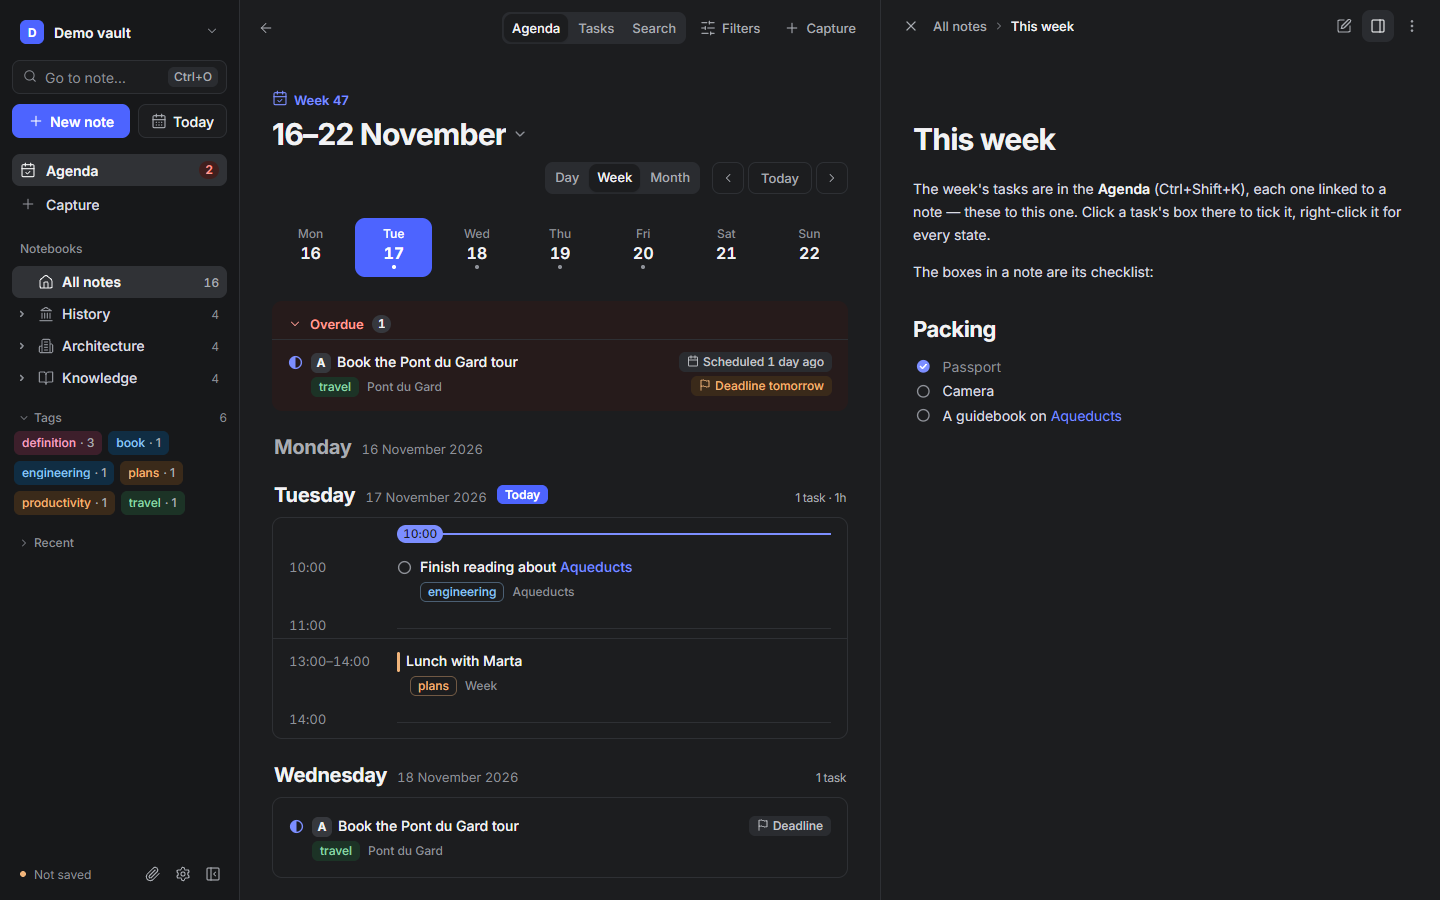 D Demo vault
Go to note... Ctrl+O
New note Today
Agenda 2
Capture
Notebooks
All notes 16
History 4
Architecture 4
Knowledge 4
Tags 6
definition · 3 book · 1
engineering · 1 plans · 1
productivity · 1 travel · 1
Recent
Not saved
Agenda Tasks Search Filters Capture
Week 47
16–22 November
Day Week Month Today
Mon Tue Wed Thu Fri Sat Sun
16 17 18 19 20 21 22
Overdue 1
A Book the Pont du Gard tour Scheduled 1 day ago
travel Pont du Gard Deadline tomorrow
Monday 16 November 2026
Tuesday 17 November 2026 Today 1 task · 1h
10:00
10:00 Finish reading about Aqueducts
engineering Aqueducts
11:00
13:00–14:00 Lunch with Marta
plans Week
14:00
Wednesday 18 November 2026 1 task
A Book the Pont du Gard tour Deadline
travel Pont du Gard
All notes This week
This week
The week's tasks are in the Agenda (Ctrl+Shift+K), each one linked to a
note — these to this one. Click a task's box there to tick it, right-click it for
every state.
The boxes in a note are its checklist:
Packing
Passport
Camera
A guidebook on Aqueducts